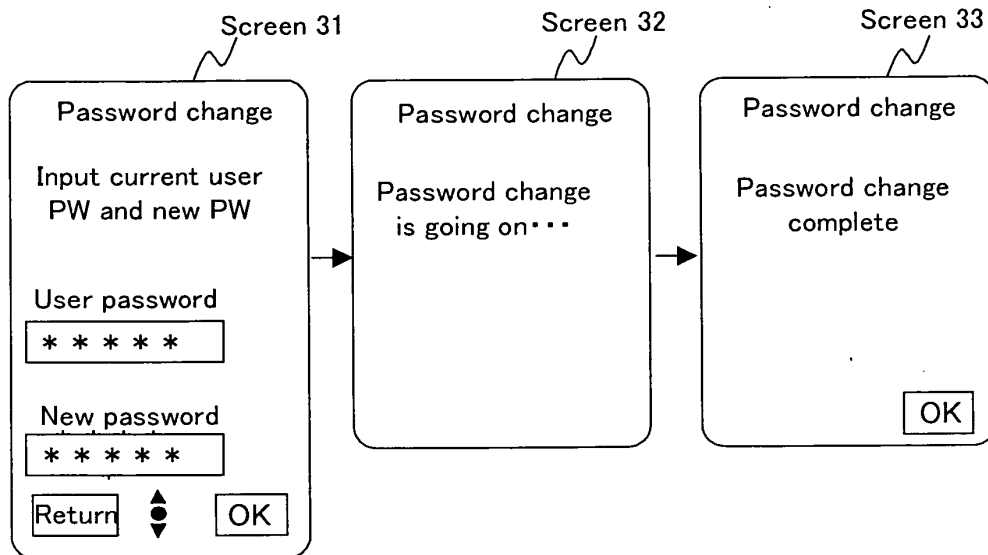 Screen 31
Password change
Input current user
PW and new PW
User password
* * * * *
New password
* * * * *
Return
OK
Screen 32
Password change
Password change
is going on･･･
Screen 33
Password change
Password change
complete
OK